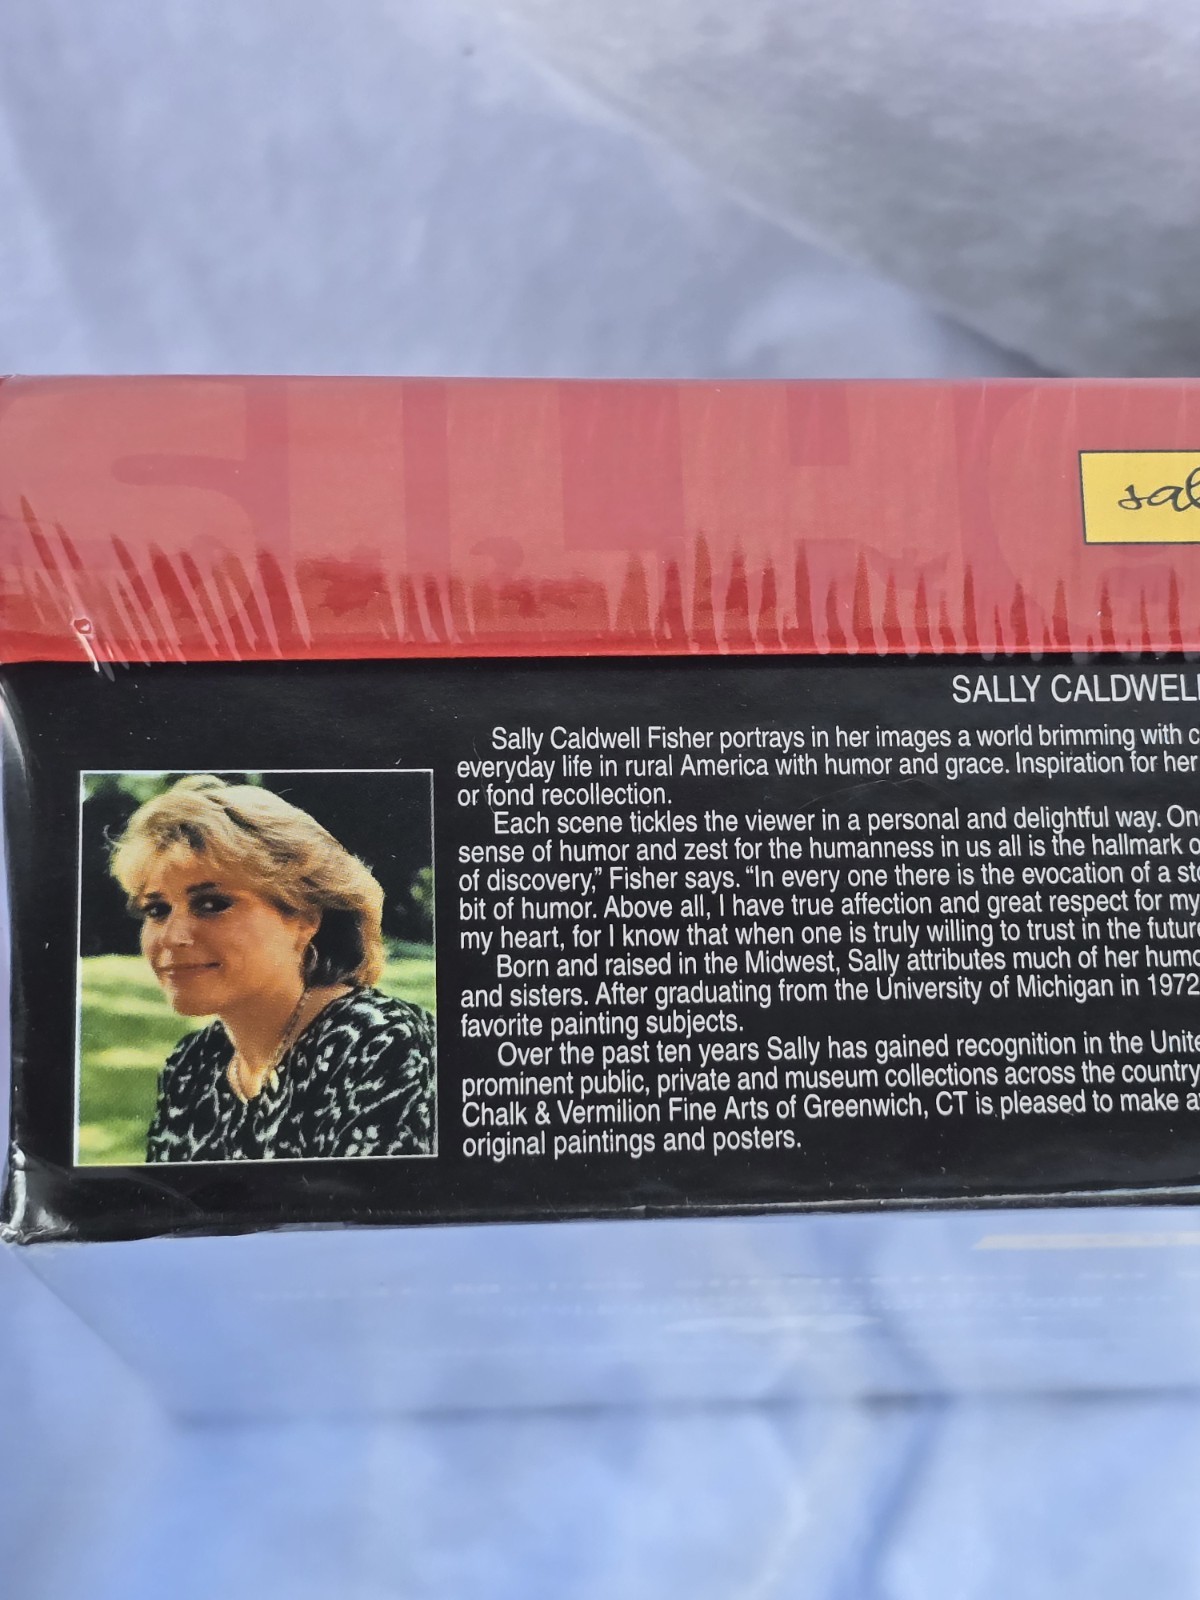 sal
SALLY CALDWELL
Sally Caldwell Fisher portrays in her images a world brimming with c
everyday life in rural America with humor and grace. Inspiration for her
or fond recollection.
Each scene tickles the viewer in a personal and delightful way. On
sense of humor and zest for the humanness in us all is the hallmark o
of discovery,” Fisher says. “In every one there is the evocation of a sto
bit of humor. Above all, I have true affection and great respect for my
my heart, for I know that when one is truly willing to trust in the future
Born and raised in the Midwest, Sally attributes much of her humo
and sisters. After graduating from the University of Michigan in 1972
favorite painting subjects.
Over the past ten years Sally has gained recognition in the Unite
prominent public, private and museum collections across the country
Chalk & Vermilion Fine Arts of Greenwich, CT is pleased to make a
original paintings and posters.